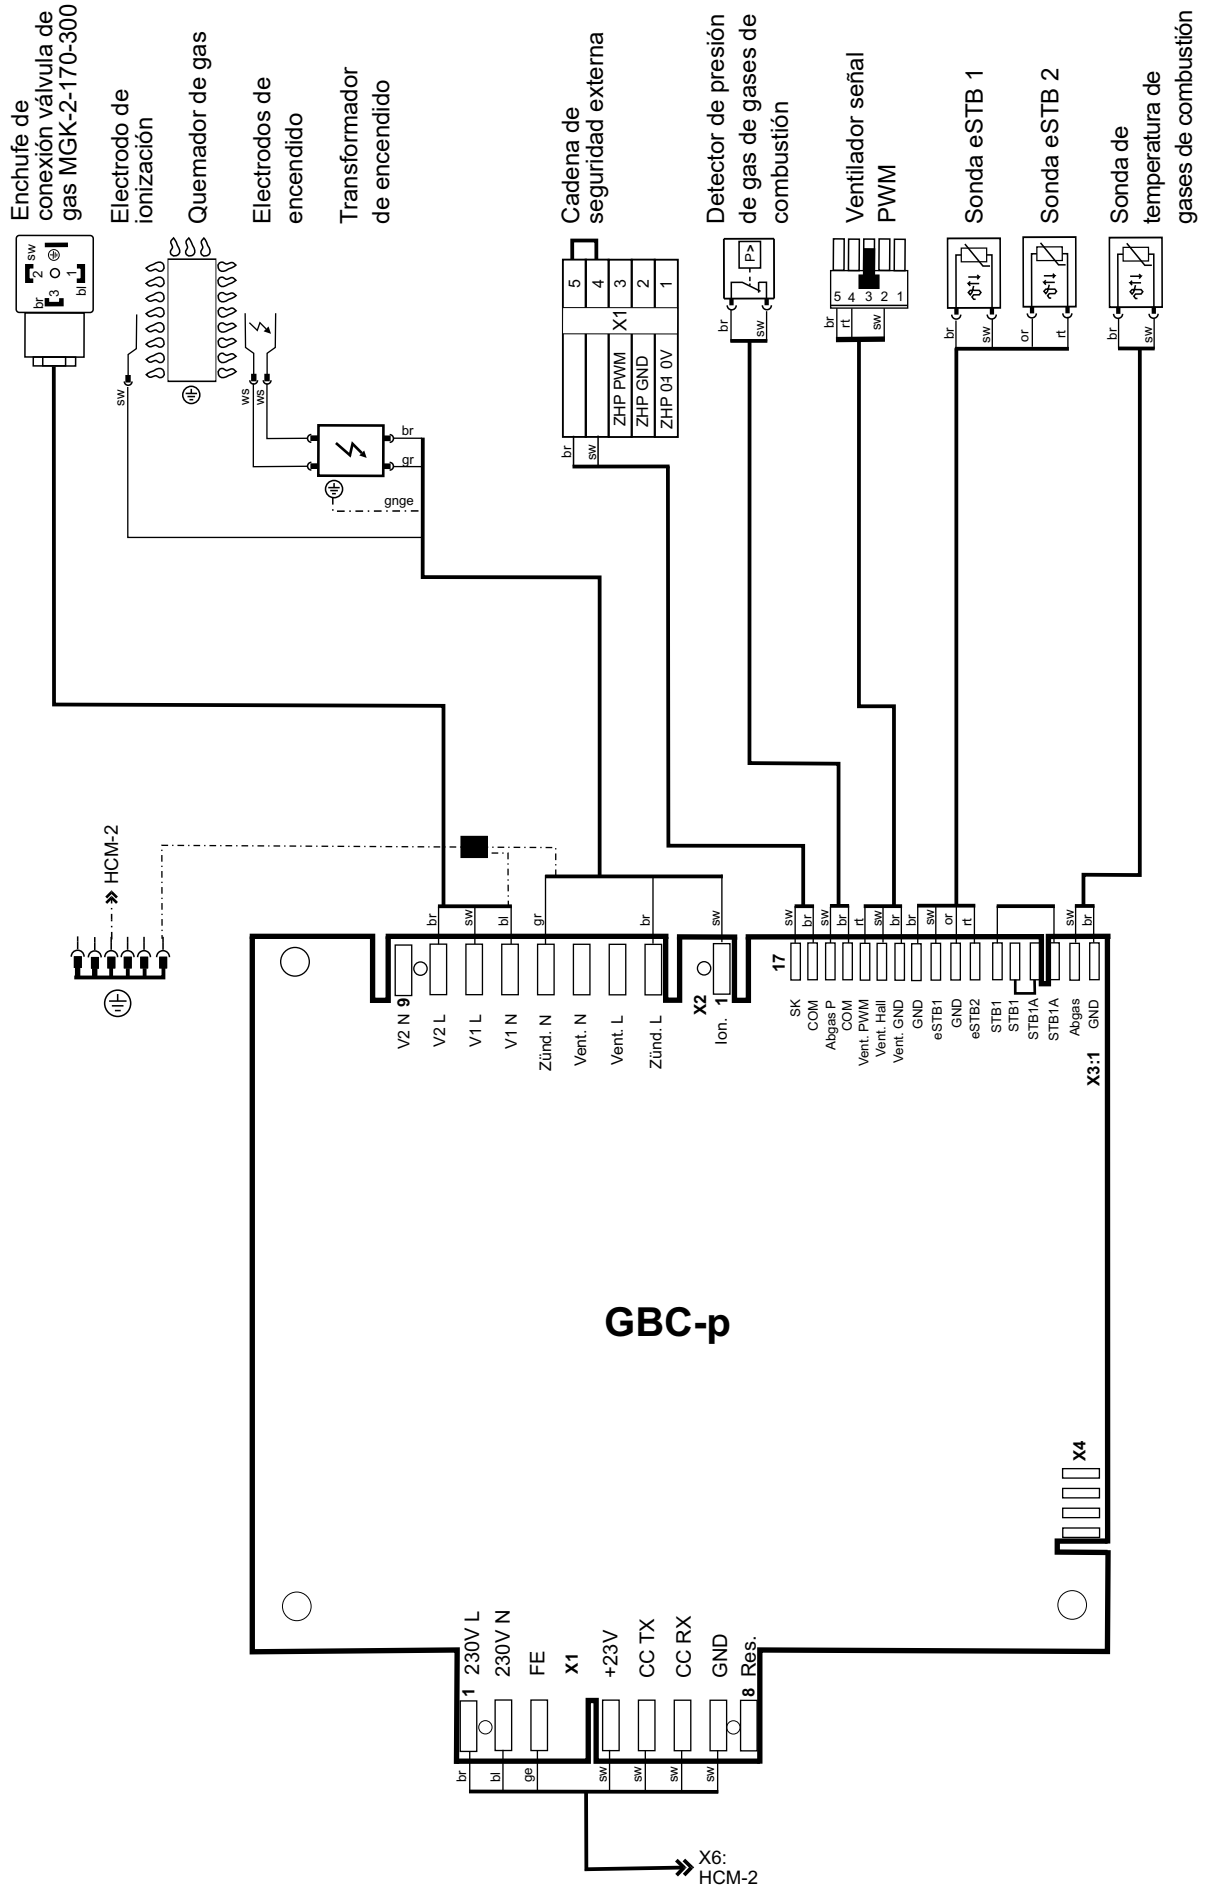 Enchufe de
conexión válvula de
gas MGK-2-170-300
Electrodo de
ionización
Quemador de gas
Electrodos de
encendido
Transformador
de encendido
Cadena de
seguridad externa
Detector de presión
de gas de gases de
combustión
Ventilador señal
PWM
Sonda eSTB 1
Sonda eSTB 2
Sonda de
temperatura de
gases de combustión
sw
2
br
3
1
bl
sw
ws
ws
br
gr
gnge
5
4
3
2
1
X1
ZHP PWM
ZHP GND
ZHP 01 0V
br
sw
P>
br
sw
5 4 3 2 1
br
rt
sw
br
sw
or
rt
br
sw
HCM-2
br
sw
bl
gr
br
sw
sw
br
sw
br
rt
sw
br
br
sw
or
rt
sw
br
V2 N 9
V2 L
V1 L
V1 N
Zünd. N
Vent. N
Vent. L
Zünd. L
X2
Ion. 1
17
SK
COM
Abgas P
COM
Vent. PWM
Vent. Hall
Vent. GND
GND
eSTB1
GND
eSTB2
STB1
STB1
STB1A
STB1A
Abgas
GND
X3:1
GBC-p
X4
1 230V L
230V N
FE
X1
+23V
CC TX
CC RX
GND
8 Res.
br
bl
ge
sw
sw
sw
sw
X6:
HCM-2